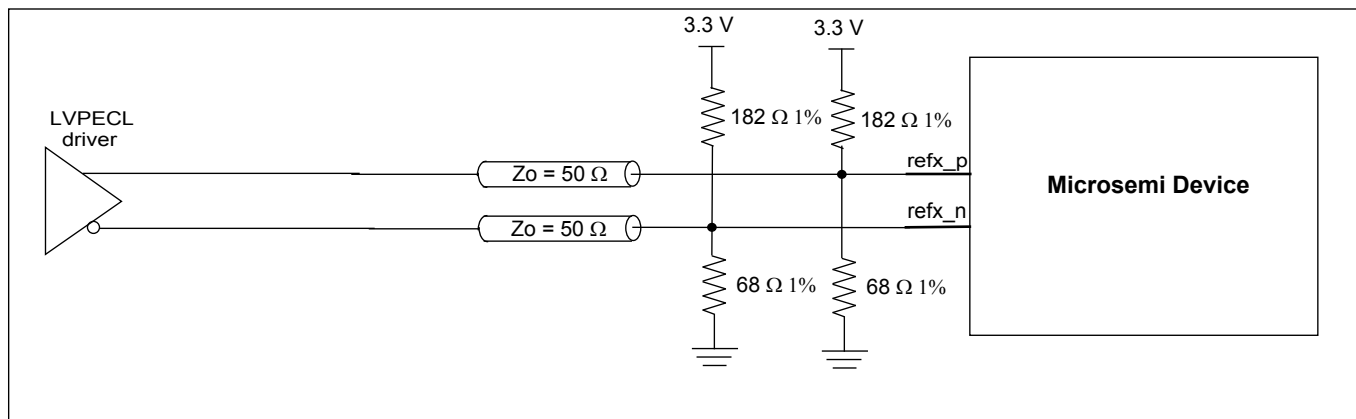 3.3 V
3.3 V
LVPECL
driver
182 Ω 1%
182 Ω 1%
Zo = 50 Ω
refx_p
Microsemi Device
Zo = 50 Ω
refx_n
68 Ω 1%
68 Ω 1%